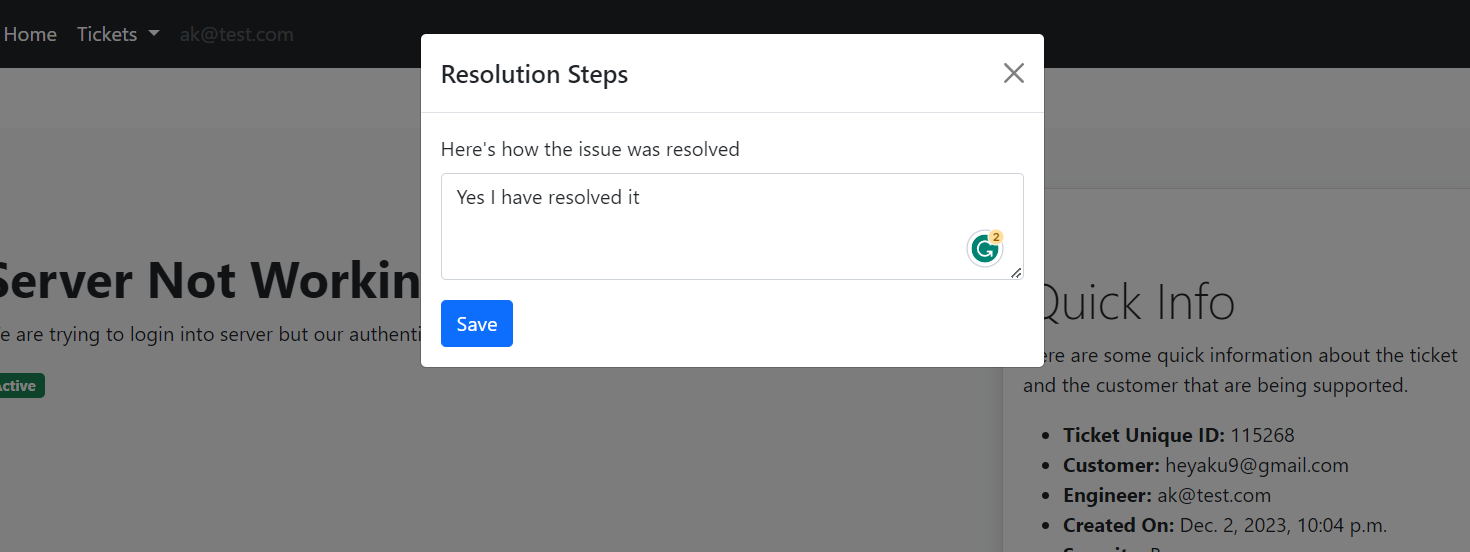 Home Tickets ak@test.com
Resolution Steps
Here's how the issue was resolved
Yes I have resolved it
2
Save
Server Not Workin
e are trying to login into server but our authenti
Active
Quick Info
ere are some quick information about the ticket
and the customer that are being supported.
Ticket Unique ID: 115268
Customer: heyaku9@gmail.com
Engineer: ak@test.com
Created On: Dec. 2, 2023, 10:04 p.m.